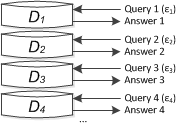 D1
Query 1 (ε1)
Answer 1
D2
Query 2 (ε2)
Answer 2
D3
Query 3 (ε3)
Answer 3
D4
Query 4 (ε4)
Answer 4
...